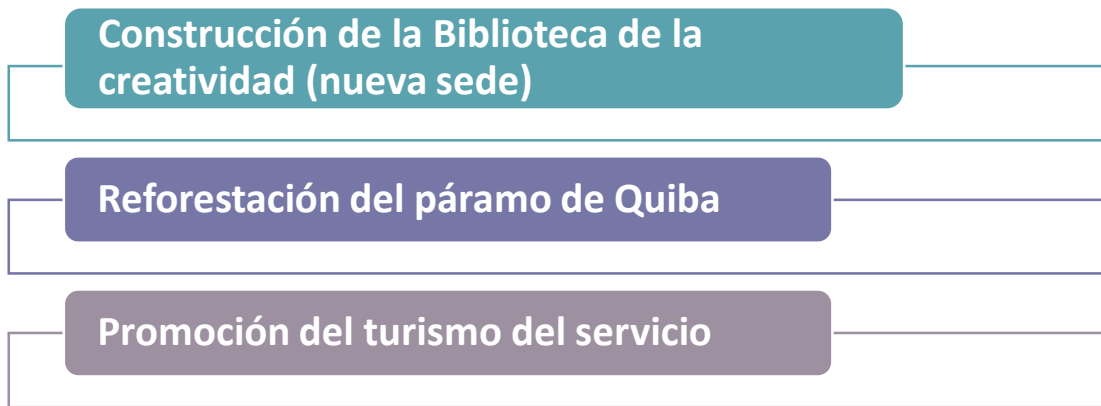 Construcción de la Biblioteca de la
creatividad (nueva sede)
Reforestación del páramo de Quiba
Promoción del turismo del servicio